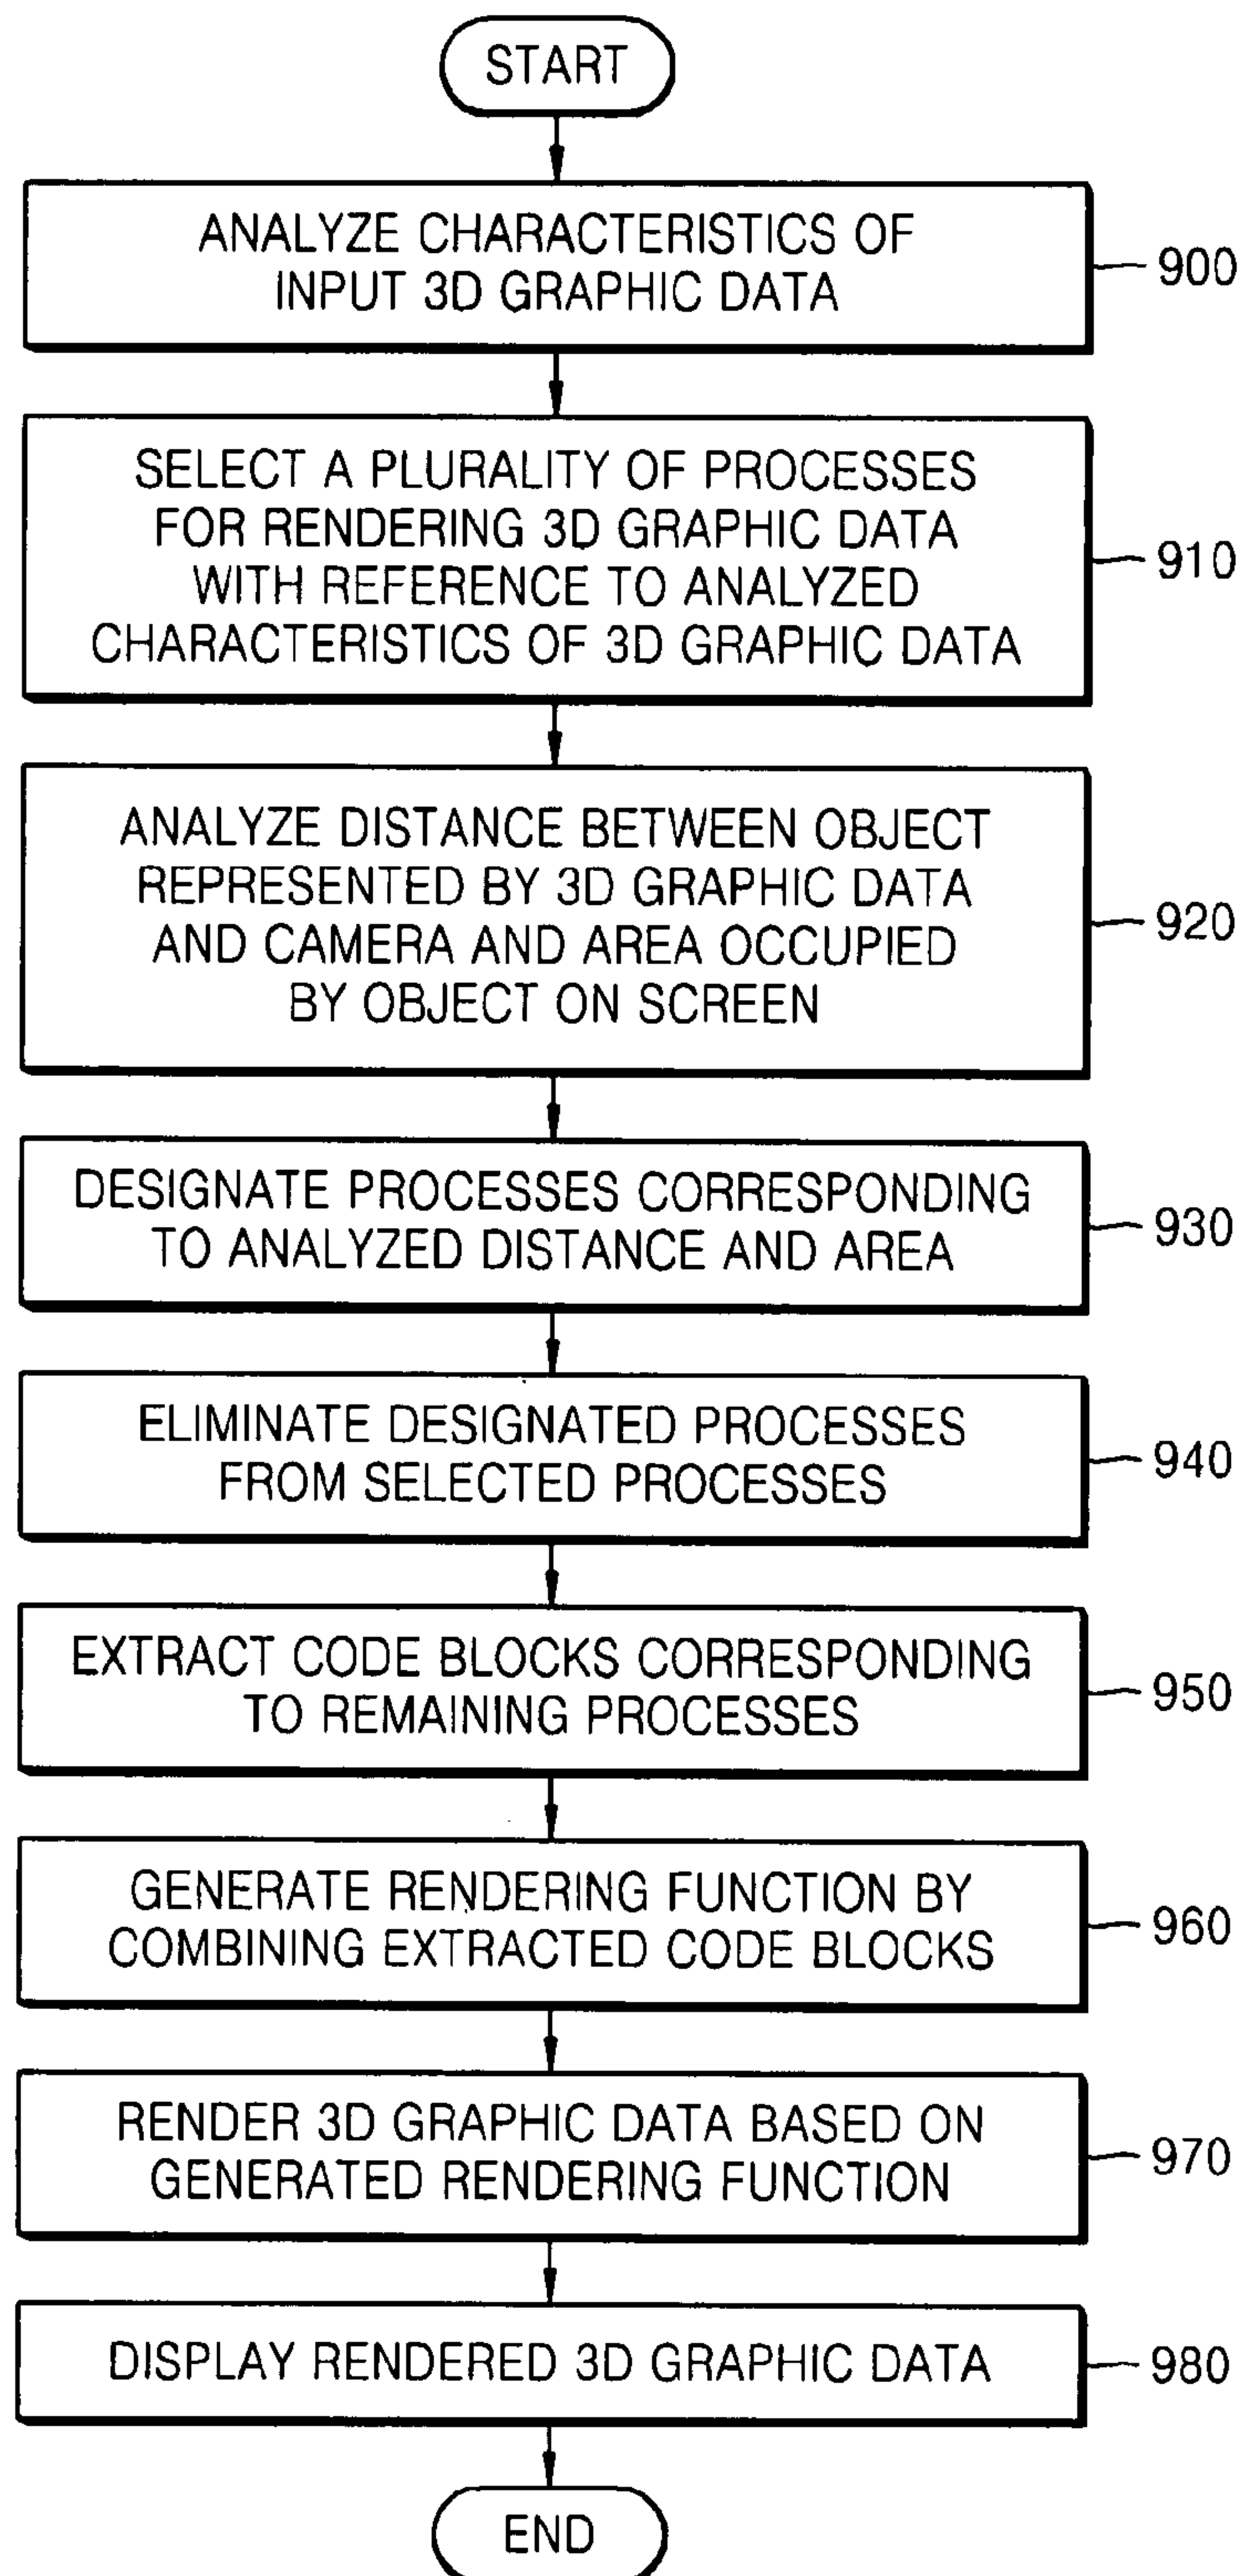 START
ANALYZE CHARACTERISTICS OF
INPUT 3D GRAPHIC DATA
900
SELECT A PLURALITY OF PROCESSES
FOR RENDERING 3D GRAPHIC DATA
WITH REFERENCE TO ANALYZED
CHARACTERISTICS OF 3D GRAPHIC DATA
910
ANALYZE DISTANCE BETWEEN OBJECT
REPRESENTED BY 3D GRAPHIC DATA
AND CAMERA AND AREA OCCUPIED
BY OBJECT ON SCREEN
920
DESIGNATE PROCESSES CORRESPONDING
TO ANALYZED DISTANCE AND AREA
930
ELIMINATE DESIGNATED PROCESSES
FROM SELECTED PROCESSES
940
EXTRACT CODE BLOCKS CORRESPONDING
TO REMAINING PROCESSES
950
GENERATE RENDERING FUNCTION BY
COMBINING EXTRACTED CODE BLOCKS
960
RENDER 3D GRAPHIC DATA BASED ON
GENERATED RENDERING FUNCTION
970
DISPLAY RENDERED 3D GRAPHIC DATA
980
END